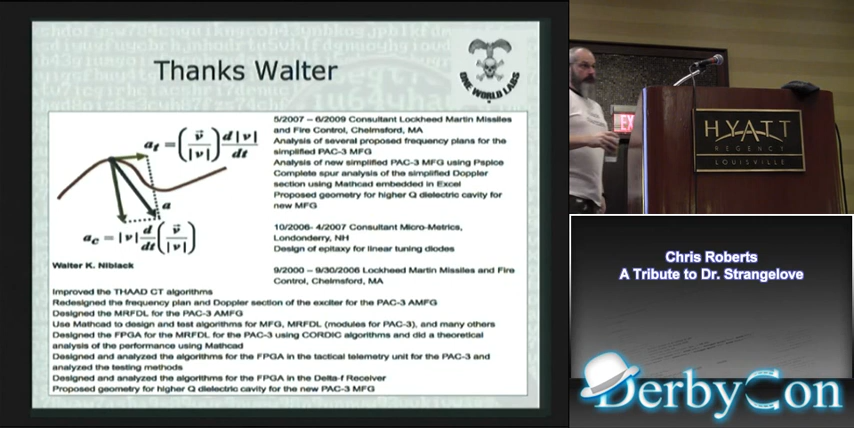 Thanks Walter
ONE WORLD LABS
5/2007 – 6/2009 Consultant Lockheed Martin Missiles
and Fire Control, Chelmsford, MA
Analysis of several proposed frequency plans for the
simplified PAC-3 MFG
Analysis of new simplified PAC-3 MFG using Pspice
Complete spur analysis of the simplified Doppler
section using Mathcad embedded in Excel
Proposed geometry for higher Q dielectric cavity for
new MFG
10/2006- 4/2007 Consultant Micro-Metrics,
Londonderry, NH
Design of epitaxy for linear tuning diodes
9/2000 – 9/30/2006 Lockheed Martin Missiles and Fire
Control, Chelmsford, MA
a_t = (v⃗/|v|) d|v|/dt
a
a_c = |v| d/dt (v⃗/|v|)
Walter K. Niblack
Improved the THAAD CT algorithms
Redesigned the frequency plan and Doppler section of the exciter for the PAC-3 AMFG
Designed the MRFDL for the PAC-3 AMFG
Use Mathcad to design and test algorithms for MFG, MRFDL (modules for PAC-3), and many others
Designed the FPGA for the MRFDL for the PAC-3 using CORDIC algorithms and did a theoretical
analysis of the performance using Mathcad
Designed and analyzed the algorithms for the FPGA in the tactical telemetry unit for the PAC-3 and
analyzed the testing methods
Designed and analyzed the algorithms for the FPGA in the Delta-f Receiver
Proposed geometry for higher Q dielectric cavity for the new PAC-3 MFG
EX
HYATT
REGENCY
LOUISVILLE
Chris Roberts
A Tribute to Dr. Strangelove
DerbyCon